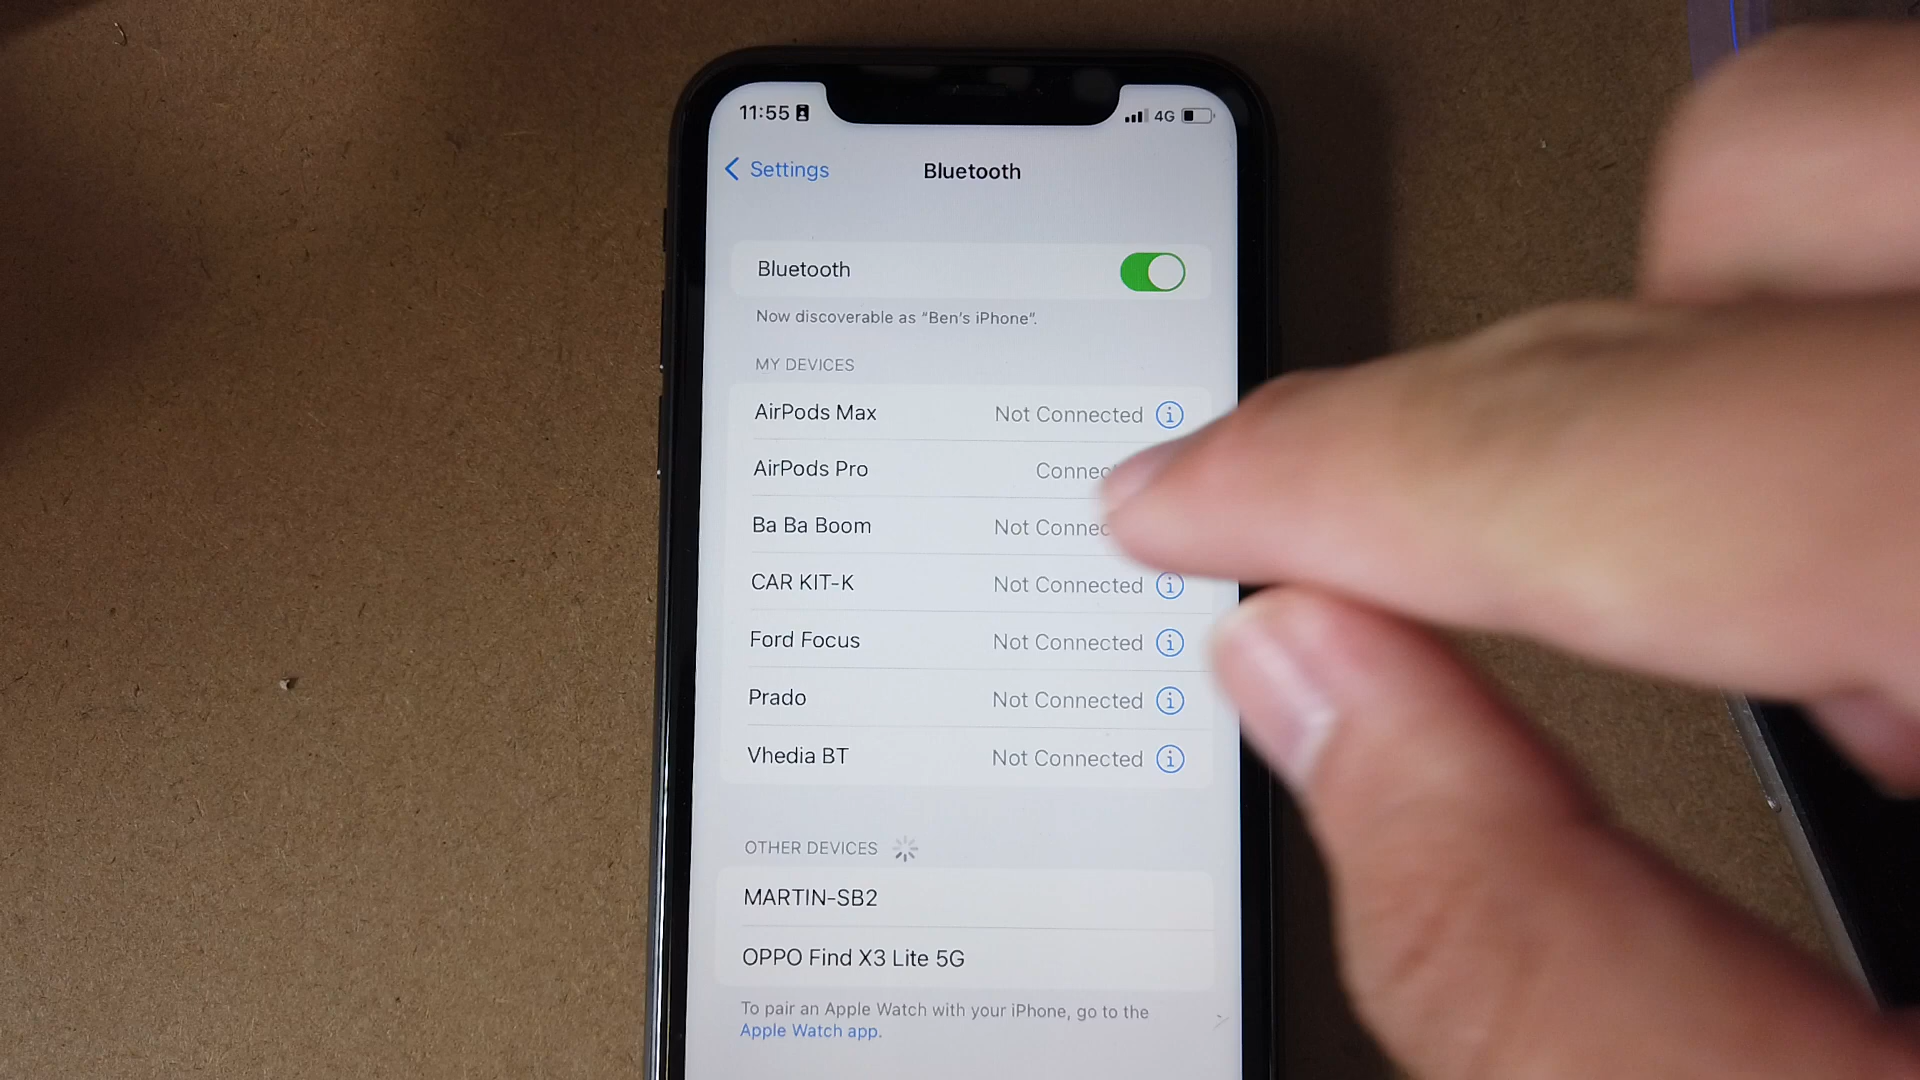 11:55 4G
Settings Bluetooth
Bluetooth
Now discoverable as “Ben's iPhone”.
MY DEVICES
AirPods Max Not Connected
AirPods Pro
Ba Ba Boom Not
CAR KIT-K Not Connected
Ford Focus Not Connected
Prado Not Connected
Vhedia BT Not Connected
OTHER DEVICES
MARTIN-SB2
OPPO Find X3 Lite 5G
To pair an Apple Watch with your iPhone, go to the
Apple Watch app.